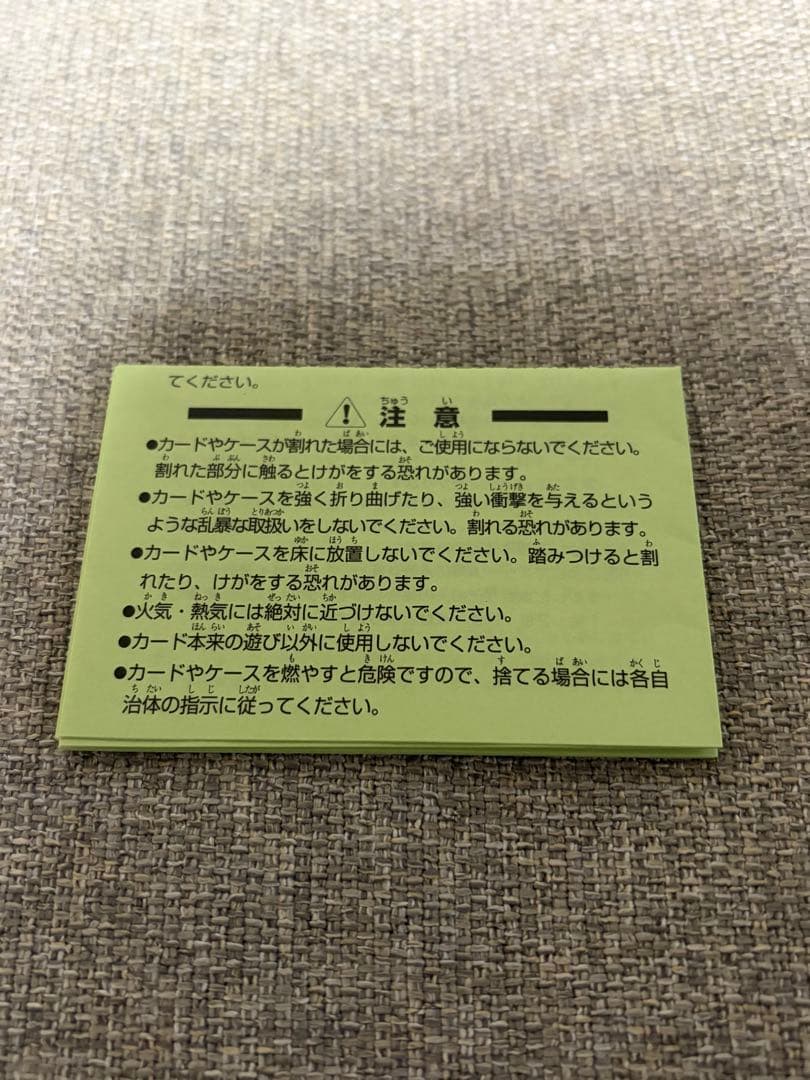 てください。
⚠ 注意
●カードやケースが割れた場合には、ご使用にならないでください。
割れた部分に触るとけがをする恐れがあります。
●カードやケースを強く折り曲げたり、強い衝撃を与えるという
ような乱暴な取扱いをしないでください。割れる恐れがあります。
●カードやケースを床に放置しないでください。踏みつけると割
れたり、けがをする恐れがあります。
●火気・熱気には絶対に近づけないでください。
●カード本来の遊び以外に使用しないでください。
●カードやケースを燃やすと危険ですので、捨てる場合には各自
治体の指示に従ってください。